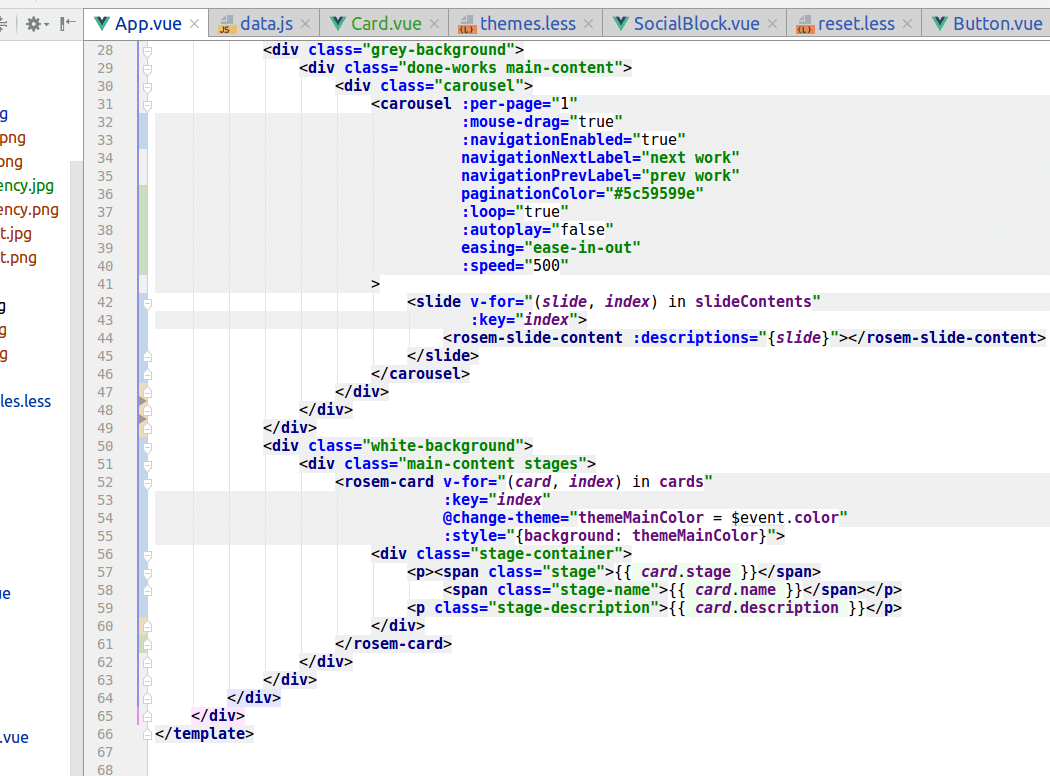 App.vue data.js Card.vue themes.less SocialBlock.vue reset.less Button.vue
g
png
png
ency.jpg
ency.png
t.jpg
t.png
g
g
g
les.less
ue
.vue
28 <div class="grey-background">
29 <div class="done-works main-content">
30 <div class="carousel">
31 <carousel :per-page="1"
32 :mouse-drag="true"
33 :navigationEnabled="true"
34 navigationNextLabel="next work"
35 navigationPrevLabel="prev work"
36 paginationColor="#5c59599e"
37 :loop="true"
38 :autoplay="false"
39 easing="ease-in-out"
40 :speed="500"
41 >
42 <slide v-for="(slide, index) in slideContents"
43 :key="index">
44 <rosem-slide-content :descriptions="{slide}"></rosem-slide-content>
45 </slide>
46 </carousel>
47 </div>
48 </div>
49 </div>
50 <div class="white-background">
51 <div class="main-content stages">
52 <rosem-card v-for="(card, index) in cards"
53 :key="index"
54 @change-theme="themeMainColor = $event.color"
55 :style="{background: themeMainColor}">
56 <div class="stage-container">
57 <p><span class="stage">{{ card.stage }}</span>
58 <span class="stage-name">{{ card.name }}</span></p>
59 <p class="stage-description">{{ card.description }}</p>
60 </div>
61 </rosem-card>
62 </div>
63 </div>
64 </div>
65 </div>
66 </template>
67
68